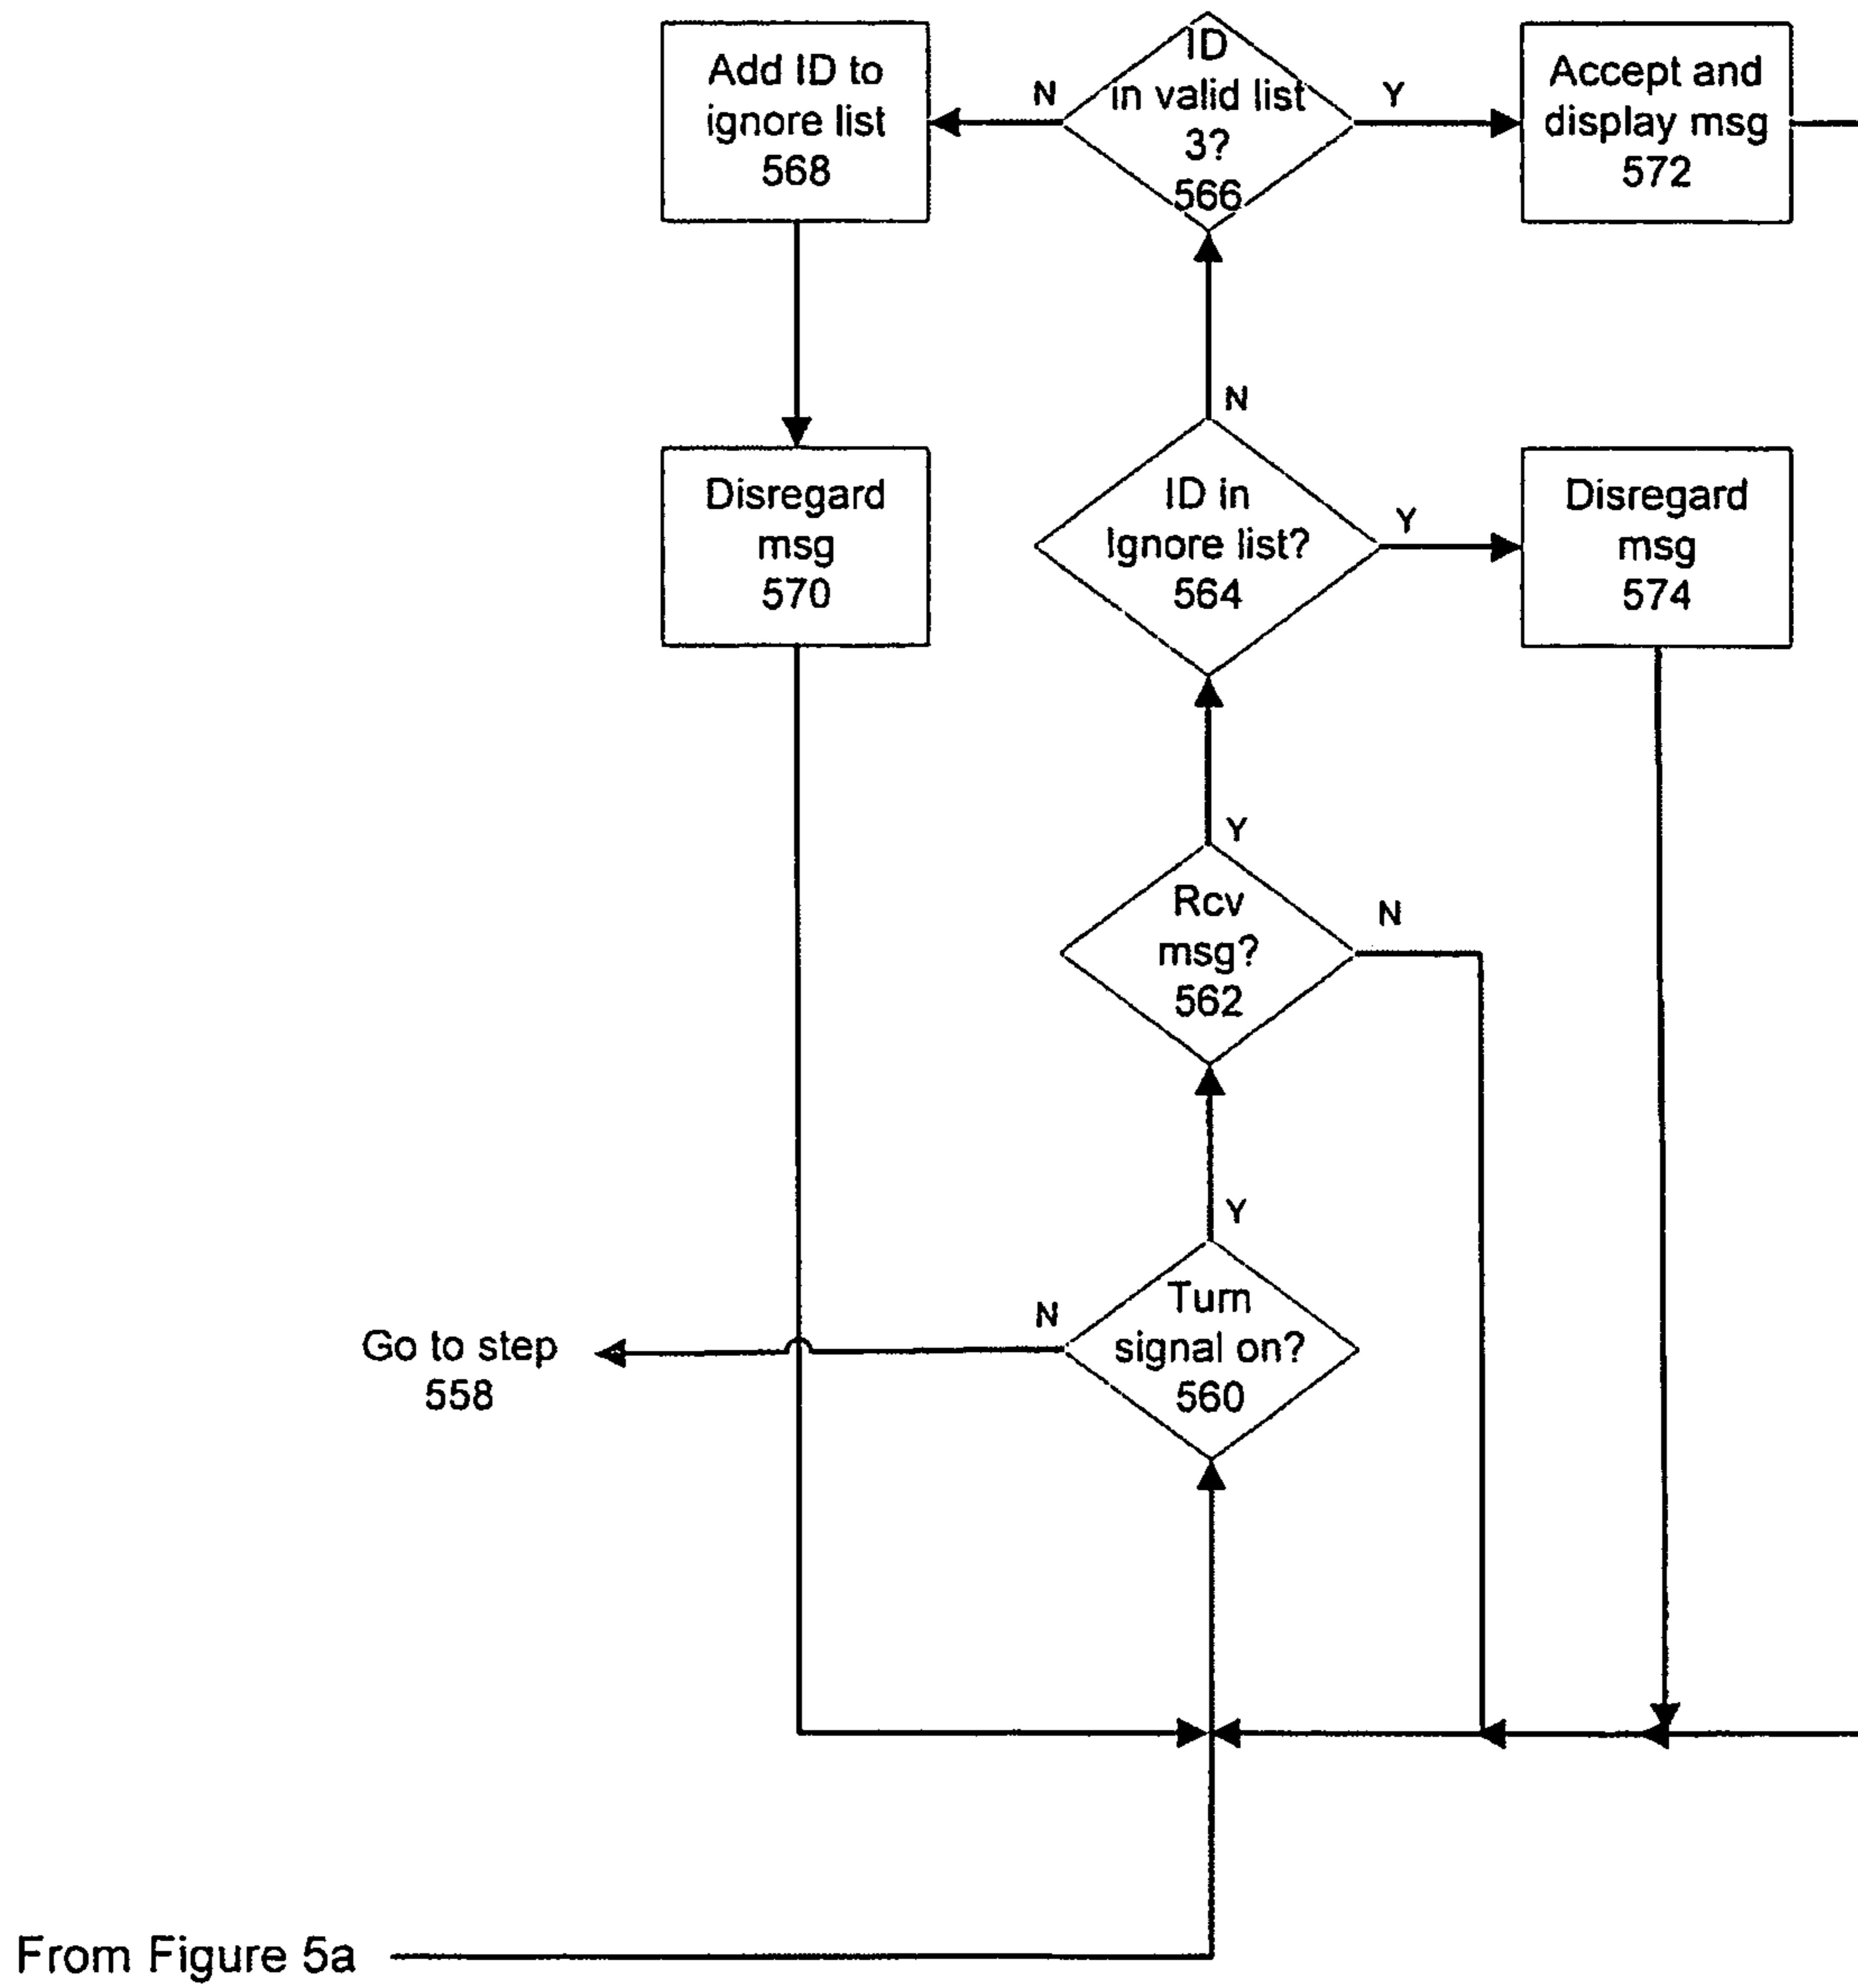 Add ID to
ignore list
568
N
ID
in valid list
3?
566
Y
Accept and
display msg
572
N
Disregard
msg
570
ID in
Ignore list?
564
Y
Disregard
msg
574
Y
Rcv
msg?
562
N
Y
Go to step
558
N
Turn
signal on?
560
From Figure 5a